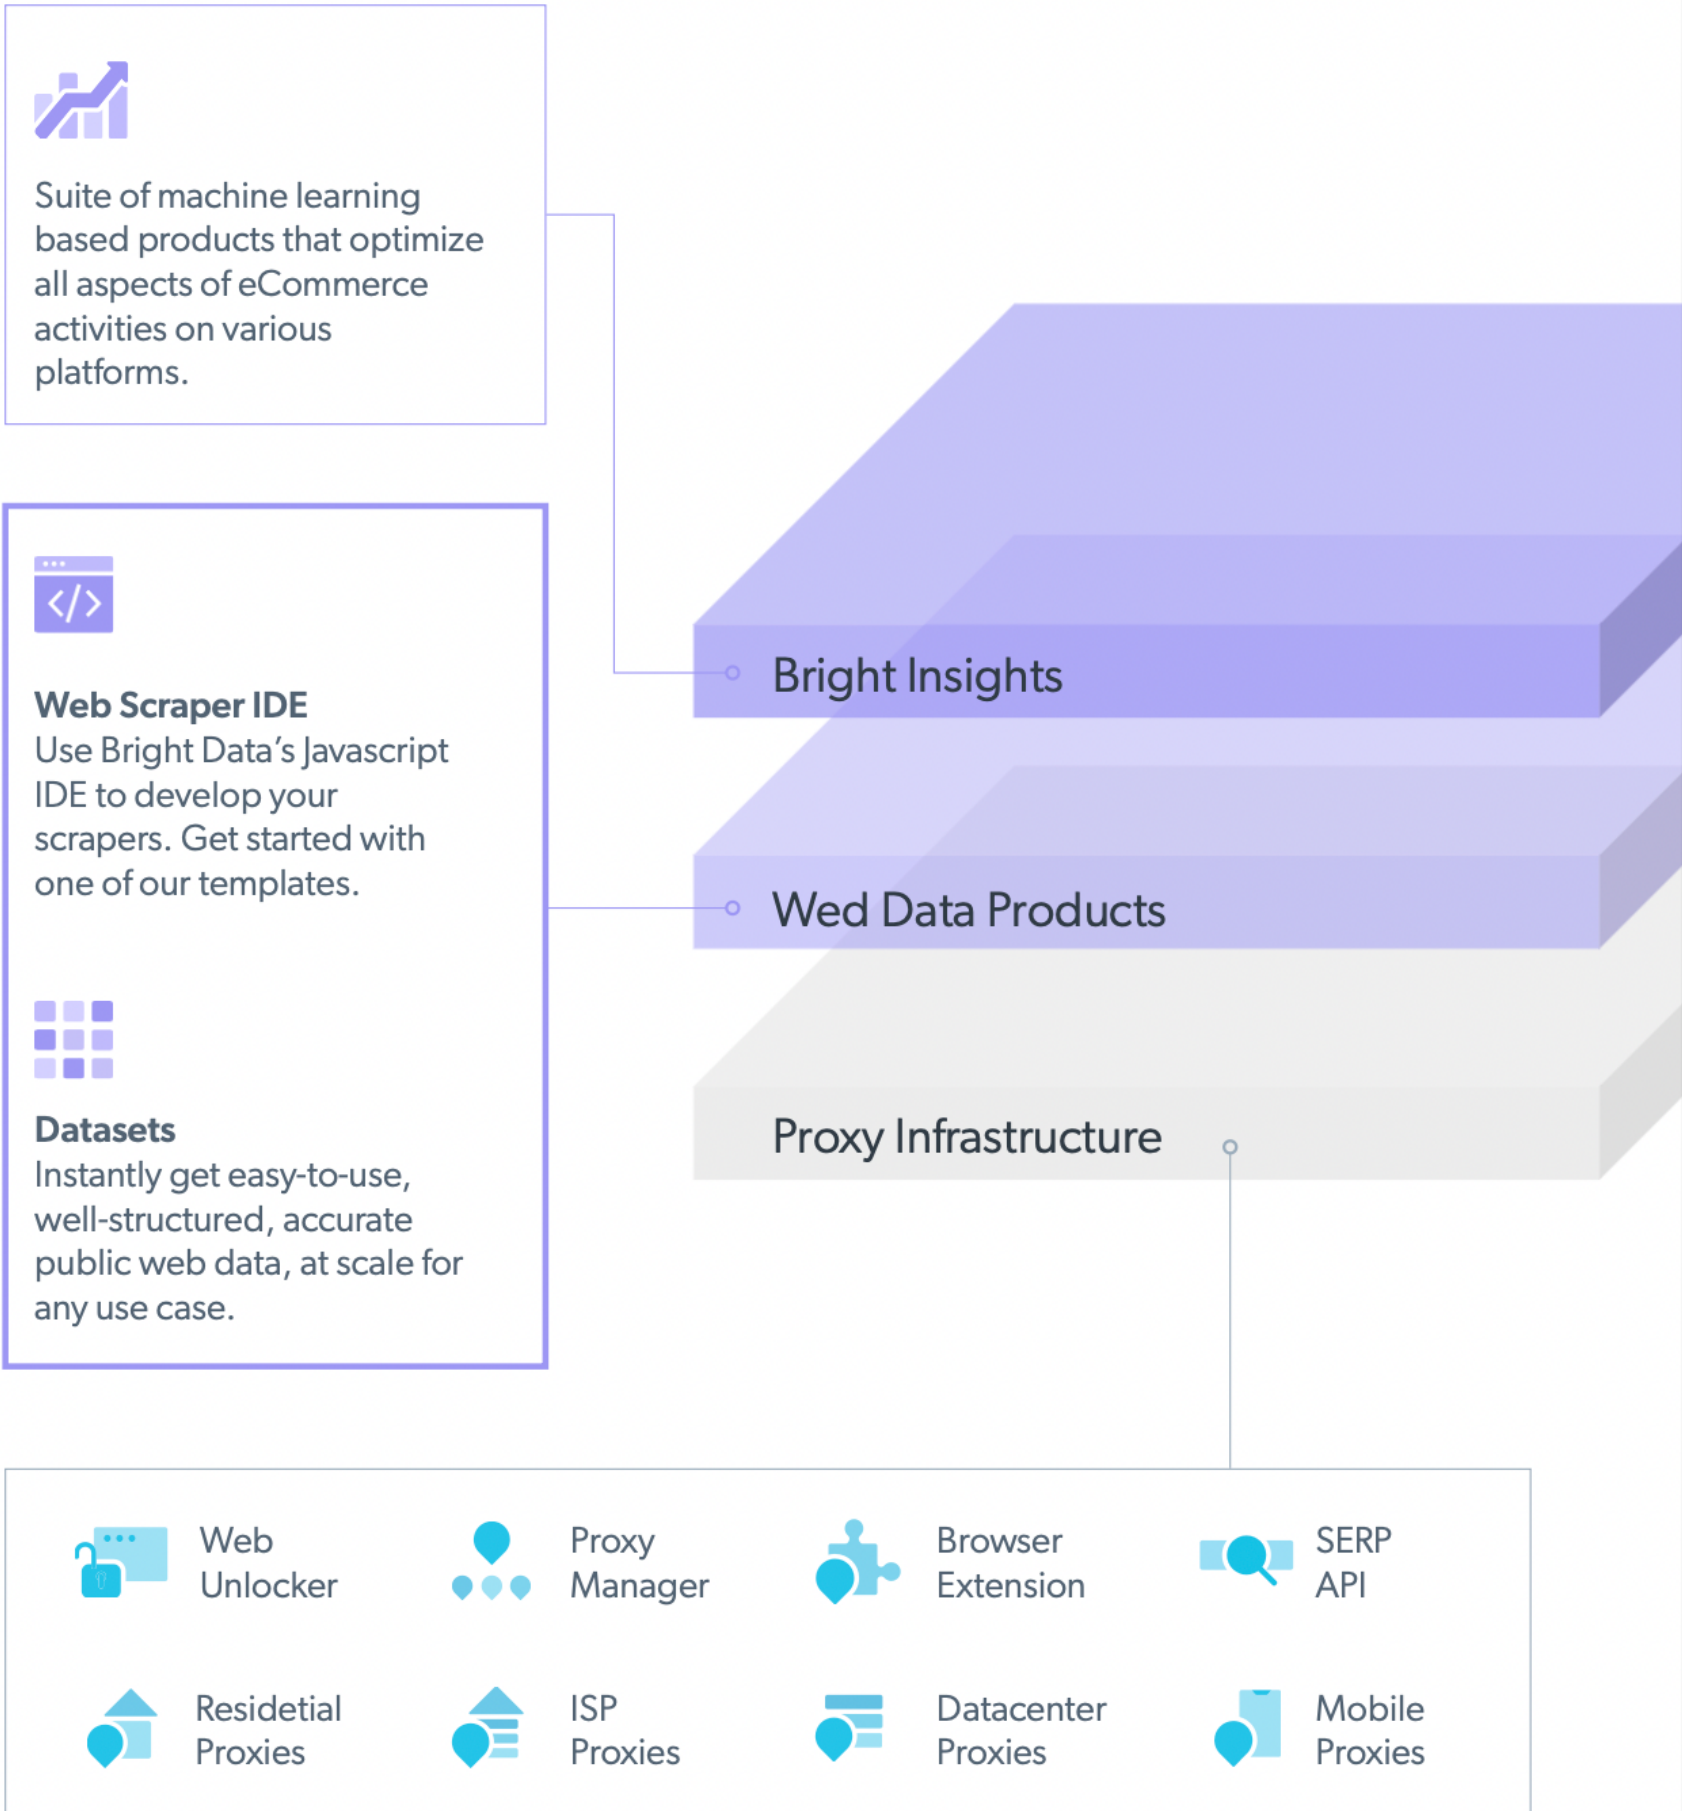 Suite of machine learning
based products that optimize
all aspects of eCommerce
activities on various
platforms.
Bright Insights
Web Scraper IDE
Use Bright Data's Javascript
IDE to develop your
scrapers. Get started with
one of our templates.
Wed Data Products
Datasets
Instantly get easy-to-use,
well-structured, accurate
public web data, at scale for
any use case.
Proxy Infrastructure
Web
Unlocker
Proxy
Manager
Browser
Extension
SERP
API
Residetial
Proxies
ISP
Proxies
Datacenter
Proxies
Mobile
Proxies